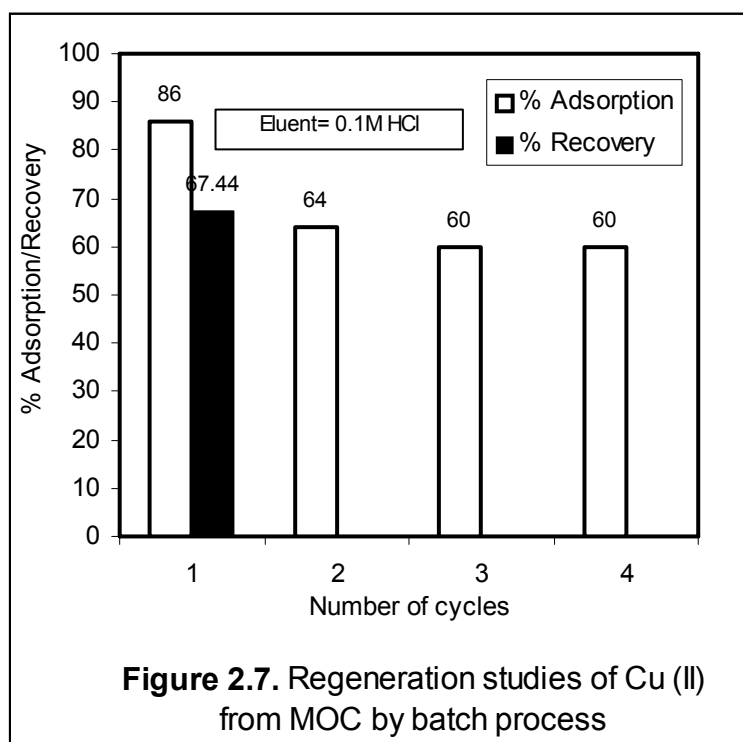 100
90
80
70
60
50
40
30
20
10
0
% Adsorption/Recovery
86
67.44
64
60
60
Eluent= 0.1M HCl
% Adsorption
% Recovery
1 2 3 4
Number of cycles
Figure 2.7. Regeneration studies of Cu (II)
from MOC by batch process